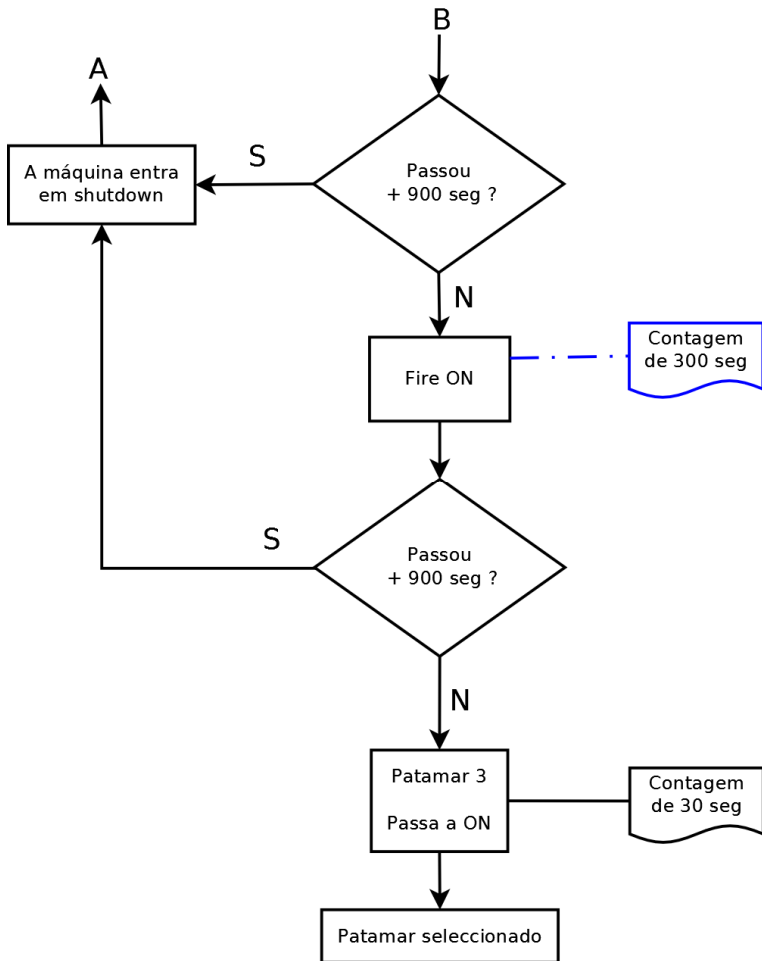 B
A
A máquina entra
em shutdown
S
Passou
+ 900 seg ?
N
Fire ON
Contagem
de 300 seg
S
Passou
+ 900 seg ?
N
Patamar 3
Passa a ON
Contagem
de 30 seg
Patamar seleccionado